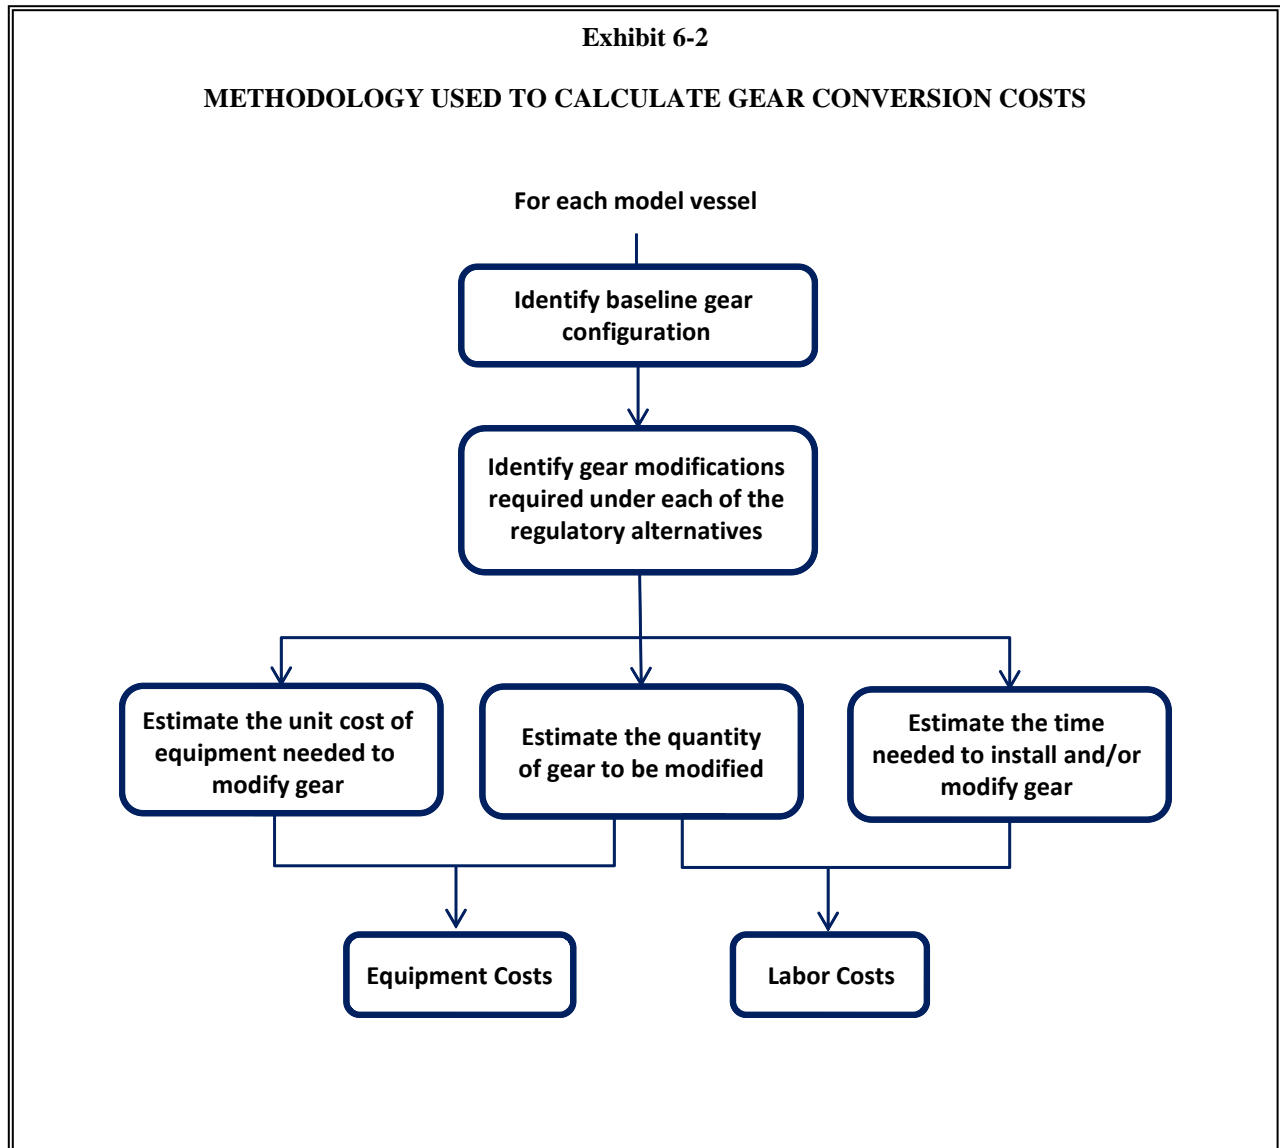 Exhibit 6-2
METHODOLOGY USED TO CALCULATE GEAR CONVERSION COSTS
For each model vessel
Identify baseline gear
configuration
Identify gear modifications
required under each of the
regulatory alternatives
Estimate the unit cost of
equipment needed to
modify gear
Estimate the quantity
of gear to be modified
Estimate the time
needed to install and/or
modify gear
Equipment Costs
Labor Costs